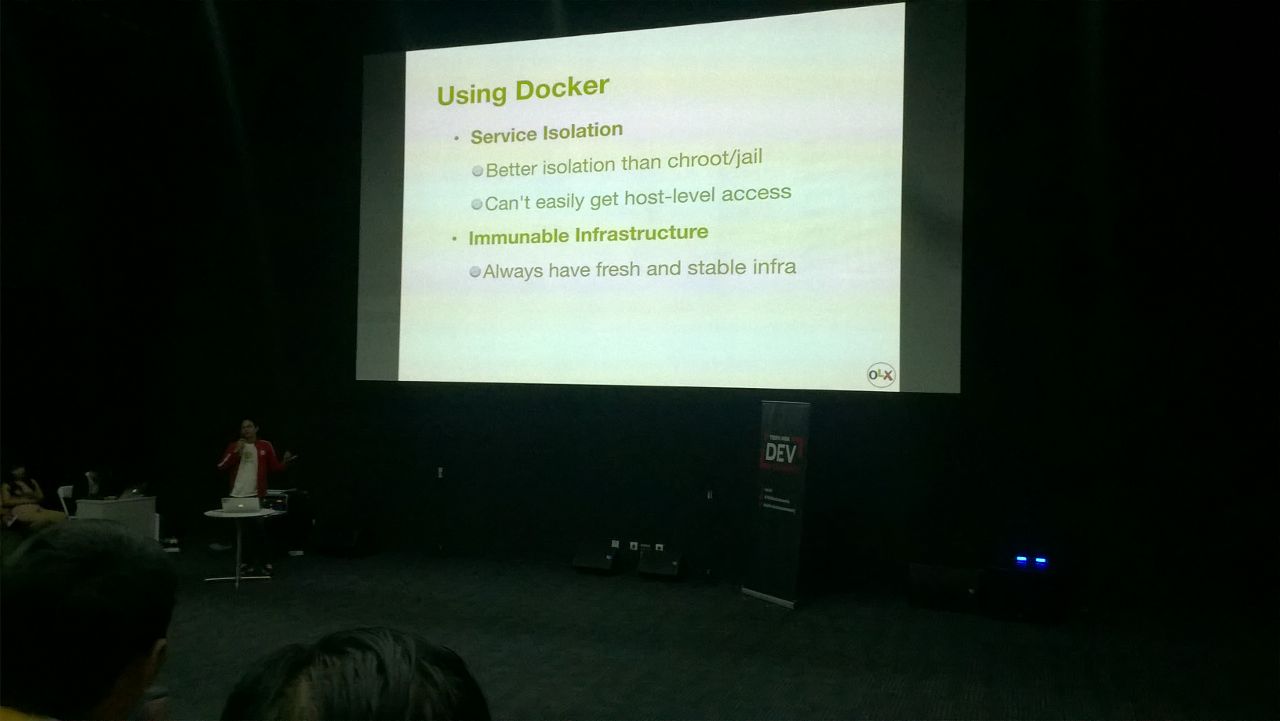 Using Docker
• Service Isolation
Better isolation than chroot/jail
Can't easily get host-level access
• Immunable Infrastructure
Always have fresh and stable infra
OLX
DEV